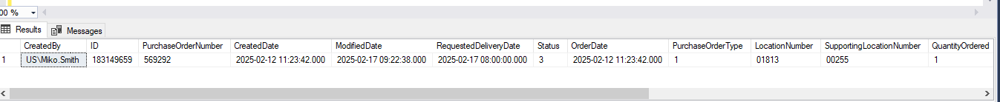 00 %
Results Messages
CreatedBy ID PurchaseOrderNumber CreatedDate ModifiedDate RequestedDeliveryDate Status OrderDate PurchaseOrderType LocationNumber SupportingLocationNumber QuantityOrdered
1 US\Miko.Smith 183149659 569292 2025-02-12 11:23:42.000 2025-02-17 09:22:38.000 2025-02-17 08:00:00.000 3 2025-02-12 11:23:42.000 1 01813 00255 1